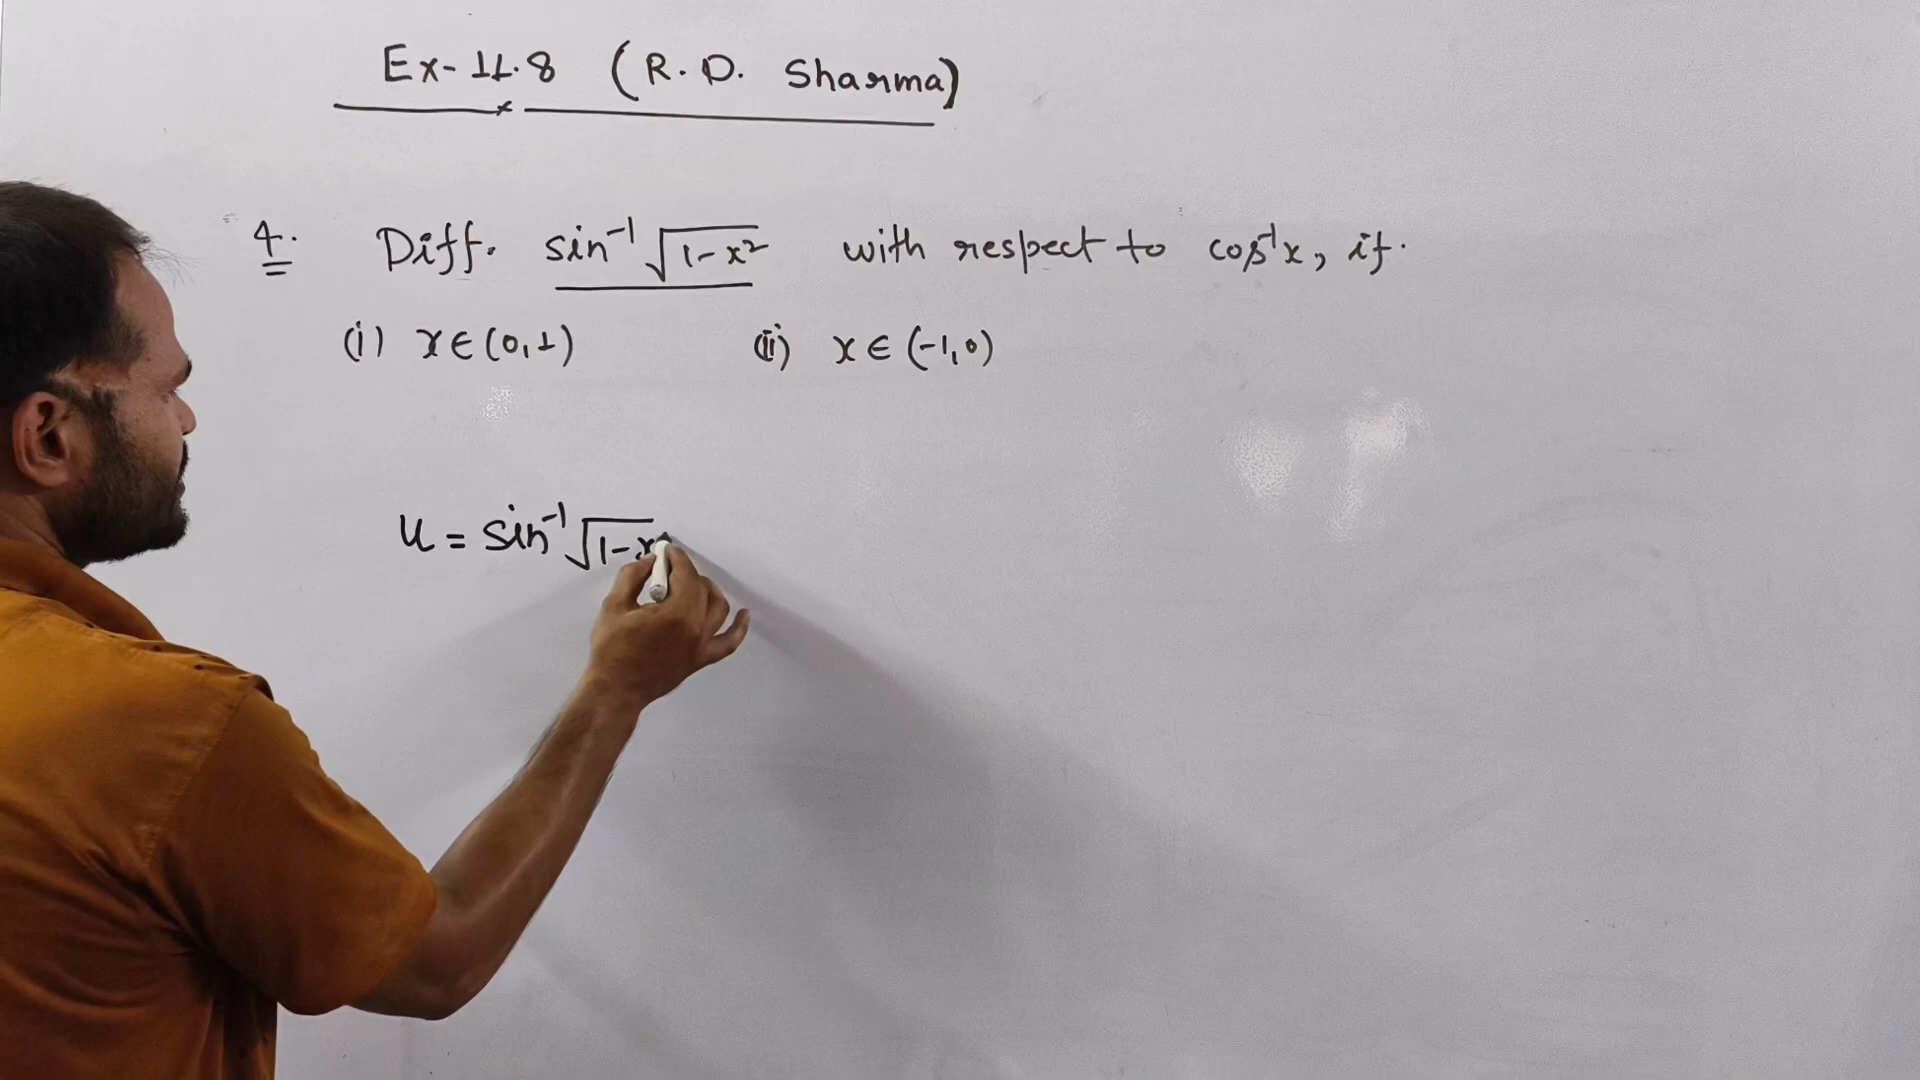 Ex-11.8 (R.D. Sharma)
4. Diff. sin⁻¹√(1-x²) with respect to cos⁻¹x, if.
(i) x∈(0,1) (ii) x∈(-1,0)
u = sin⁻¹√(1-x